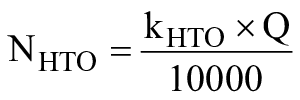 N_HTO = k_HTO × Q / 10000